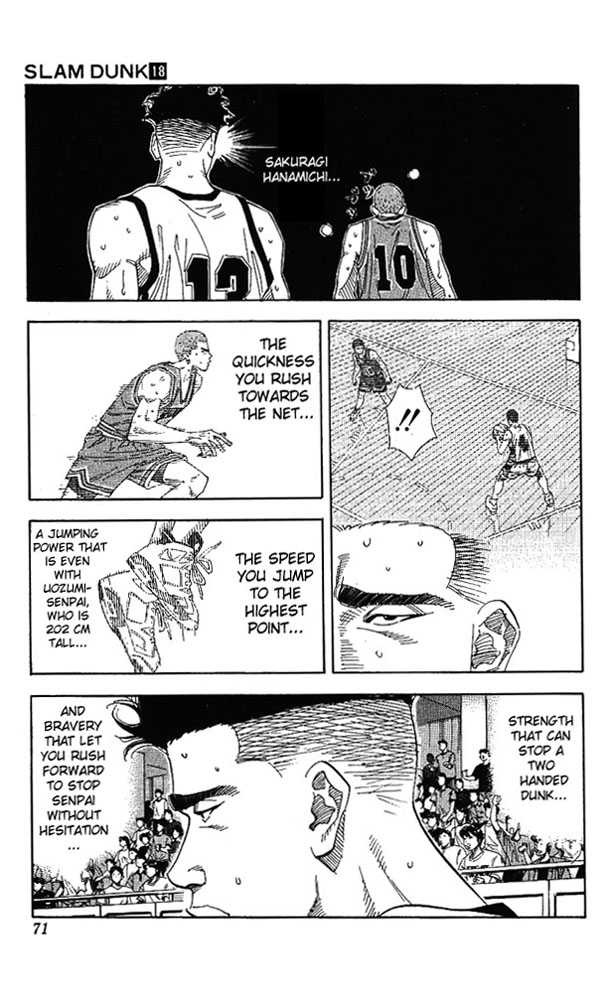 SLAM DUNK 18
SAKURAGI
HANAMICHI...
13
10
!!
THE
QUICKNESS
YOU RUSH
TOWARDS
THE NET...
THE SPEED
YOU JUMP
TO THE
HIGHEST
POINT...
A JUMPING
POWER THAT
IS EVEN
WITH
UOZUMI-
SENPAI,
WHO IS
202 CM
TALL...
STRENGTH
THAT CAN
STOP A
TWO
HANDED
DUNK...
AND
BRAVERY
THAT LET
YOU RUSH
FORWARD
TO STOP
SENPAI
WITHOUT
HESITATION
...
71